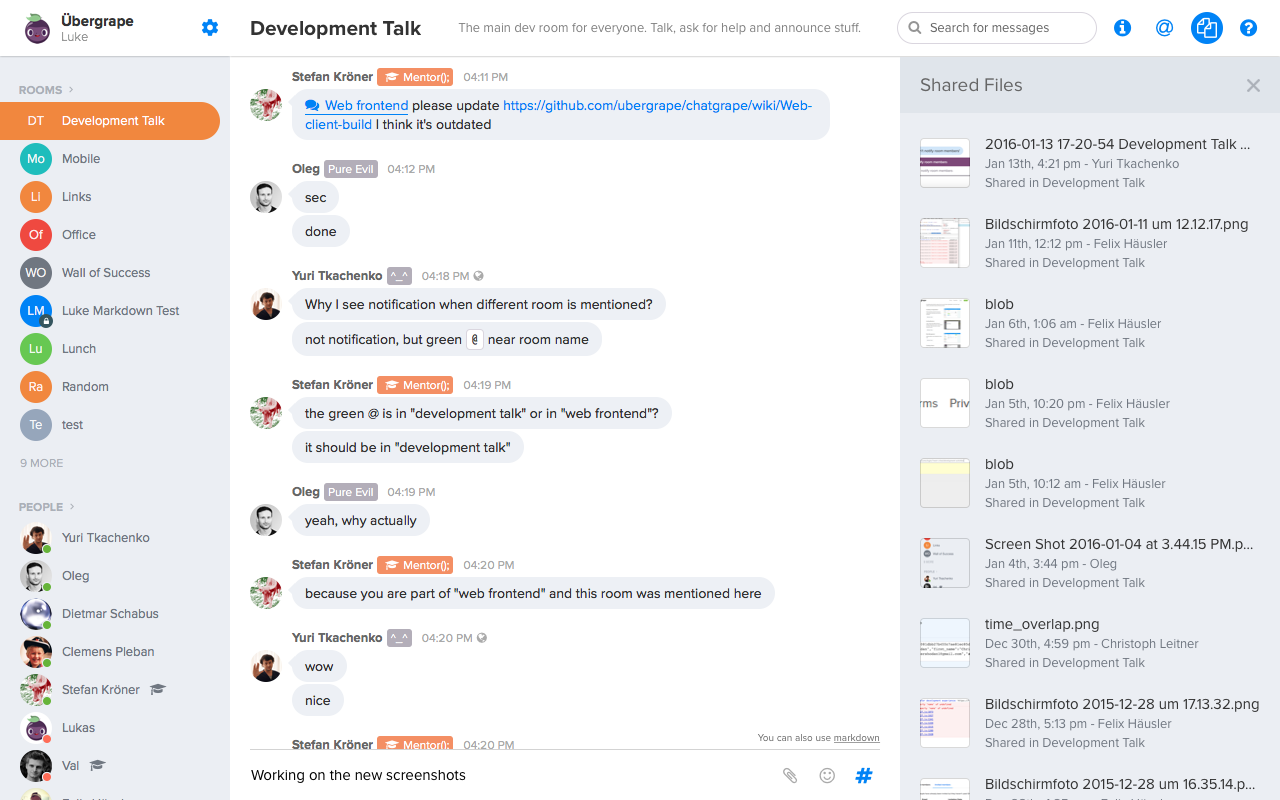 Übergrape
Luke
Development Talk
The main dev room for everyone. Talk, ask for help and announce stuff.
Search for messages
@
?
ROOMS >
DT Development Talk
Mo Mobile
LI Links
Of Office
WO Wall of Success
LM Luke Markdown Test
Lu Lunch
Ra Random
Te test
9 MORE
PEOPLE >
Yuri Tkachenko
Oleg
Dietmar Schabus
Clemens Pleban
Stefan Kröner
Lukas
Val
Stefan Kröner Mentor(); 04:11 PM
Web frontend please update https://github.com/ubergrape/chatgrape/wiki/Web-
client-build I think it's outdated
Oleg Pure Evil 04:12 PM
sec
done
Yuri Tkachenko ^_^ 04:18 PM
Why I see notification when different room is mentioned?
not notification, but green @ near room name
Stefan Kröner Mentor(); 04:19 PM
the green @ is in "development talk" or in "web frontend"?
it should be in "development talk"
Oleg Pure Evil 04:19 PM
yeah, why actually
Stefan Kröner Mentor(); 04:20 PM
because you are part of "web frontend" and this room was mentioned here
Yuri Tkachenko ^_^ 04:20 PM
wow
nice
Stefan Kröner Mentor(); 04:20 PM
You can also use markdown
Working on the new screenshots
#
Shared Files
2016-01-13 17-20-54 Development Talk ...
Jan 13th, 4:21 pm - Yuri Tkachenko
Shared in Development Talk
Bildschirmfoto 2016-01-11 um 12.12.17.png
Jan 11th, 12:12 pm - Felix Häusler
Shared in Development Talk
blob
Jan 6th, 1:06 am - Felix Häusler
Shared in Development Talk
blob
Jan 5th, 10:20 pm - Felix Häusler
Shared in Development Talk
blob
Jan 5th, 10:12 am - Felix Häusler
Shared in Development Talk
Screen Shot 2016-01-04 at 3.44.15 PM.p...
Jan 4th, 3:44 pm - Oleg
Shared in Development Talk
time_overlap.png
Dec 30th, 4:59 pm - Christoph Leitner
Shared in Development Talk
Bildschirmfoto 2015-12-28 um 17.13.32.png
Dec 28th, 5:13 pm - Felix Häusler
Shared in Development Talk
Bildschirmfoto 2015-12-28 um 16.35.14.p...